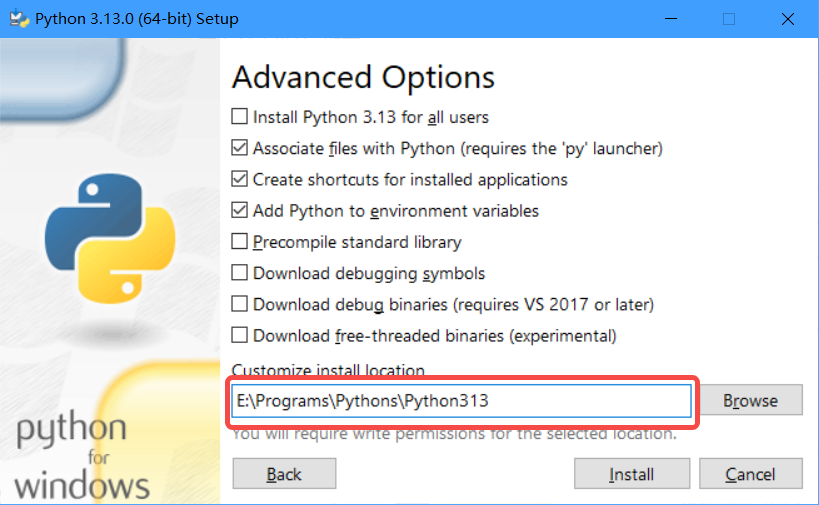 Python 3.13.0 (64-bit) Setup
Advanced Options
Install Python 3.13 for all users
Associate files with Python (requires the 'py' launcher)
Create shortcuts for installed applications
Add Python to environment variables
Precompile standard library
Download debugging symbols
Download debug binaries (requires VS 2017 or later)
Download free-threaded binaries (experimental)
Customize install location
E:\Programs\Pythons\Python313
Browse
You will require write permissions for the selected location.
python
for
windows
Back
Install
Cancel